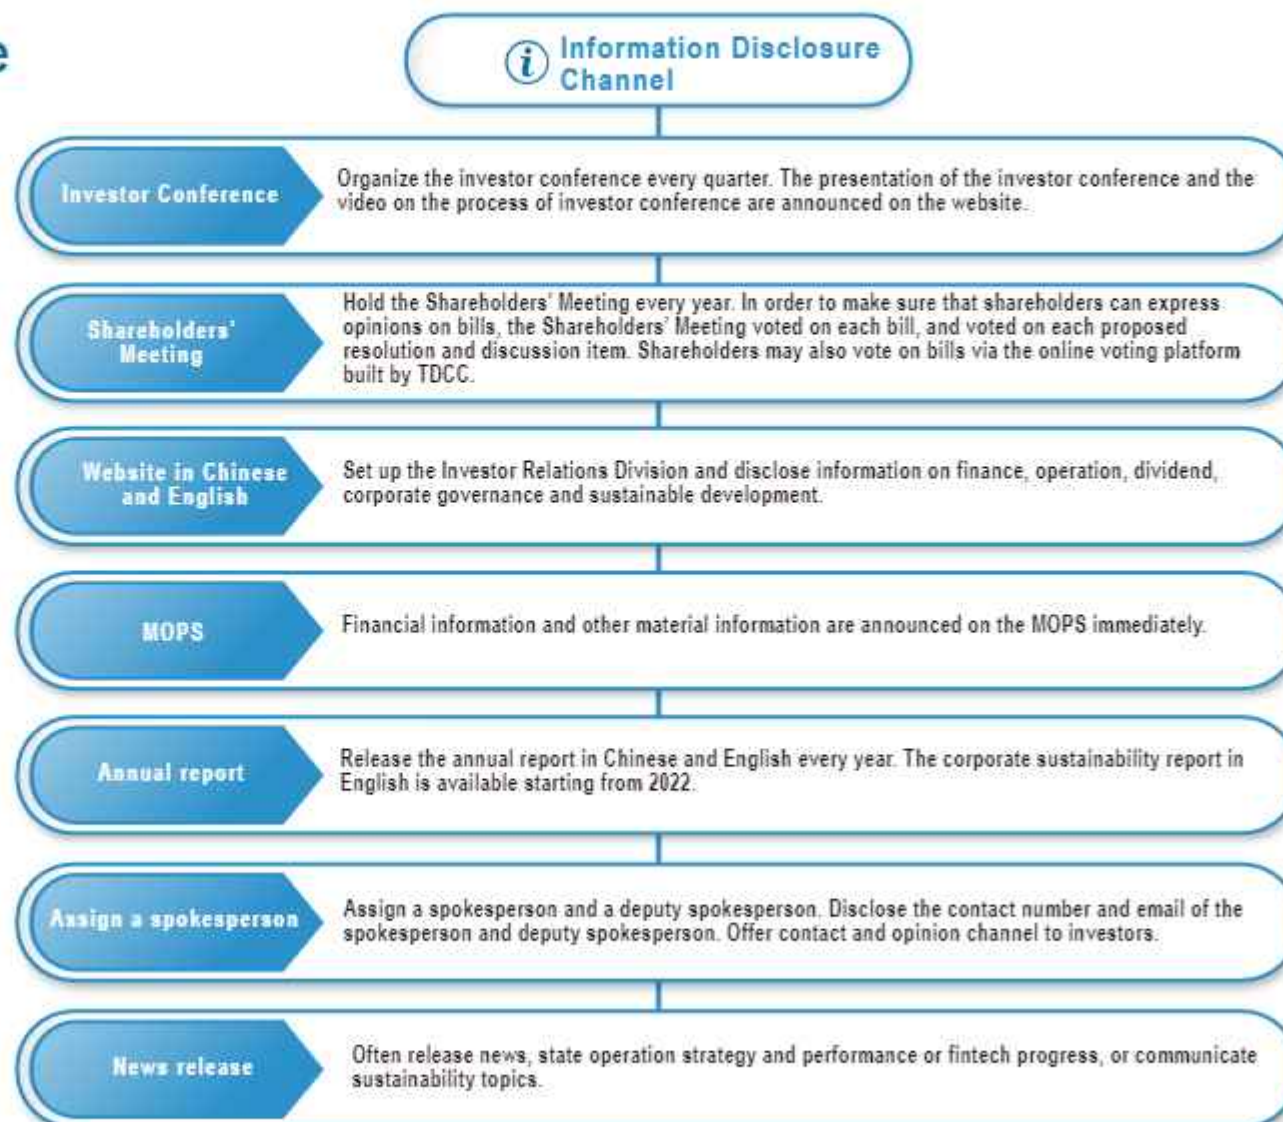 e
Information Disclosure
Channel
Investor Conference
Organize the investor conference every quarter. The presentation of the investor conference and the
video on the process of investor conference are announced on the website.
Shareholders'
Meeting
Hold the Shareholders' Meeting every year. In order to make sure that shareholders can express
opinions on bills, the Shareholders' Meeting voted on each bill, and voted on each proposed
resolution and discussion item. Shareholders may also vote on bills via the online voting platform
built by TDCC.
Website in Chinese
and English
Set up the Investor Relations Division and disclose information on finance, operation, dividend,
corporate governance and sustainable development.
MOPS
Financial information and other material information are announced on the MOPS immediately.
Annual report
Release the annual report in Chinese and English every year. The corporate sustainability report in
English is available starting from 2022.
Assign a spokesperson
Assign a spokesperson and a deputy spokesperson. Disclose the contact number and email of the
spokesperson and deputy spokesperson. Offer contact and opinion channel to investors.
News release
Often release news, state operation strategy and performance or fintech progress, or communicate
sustainability topics.